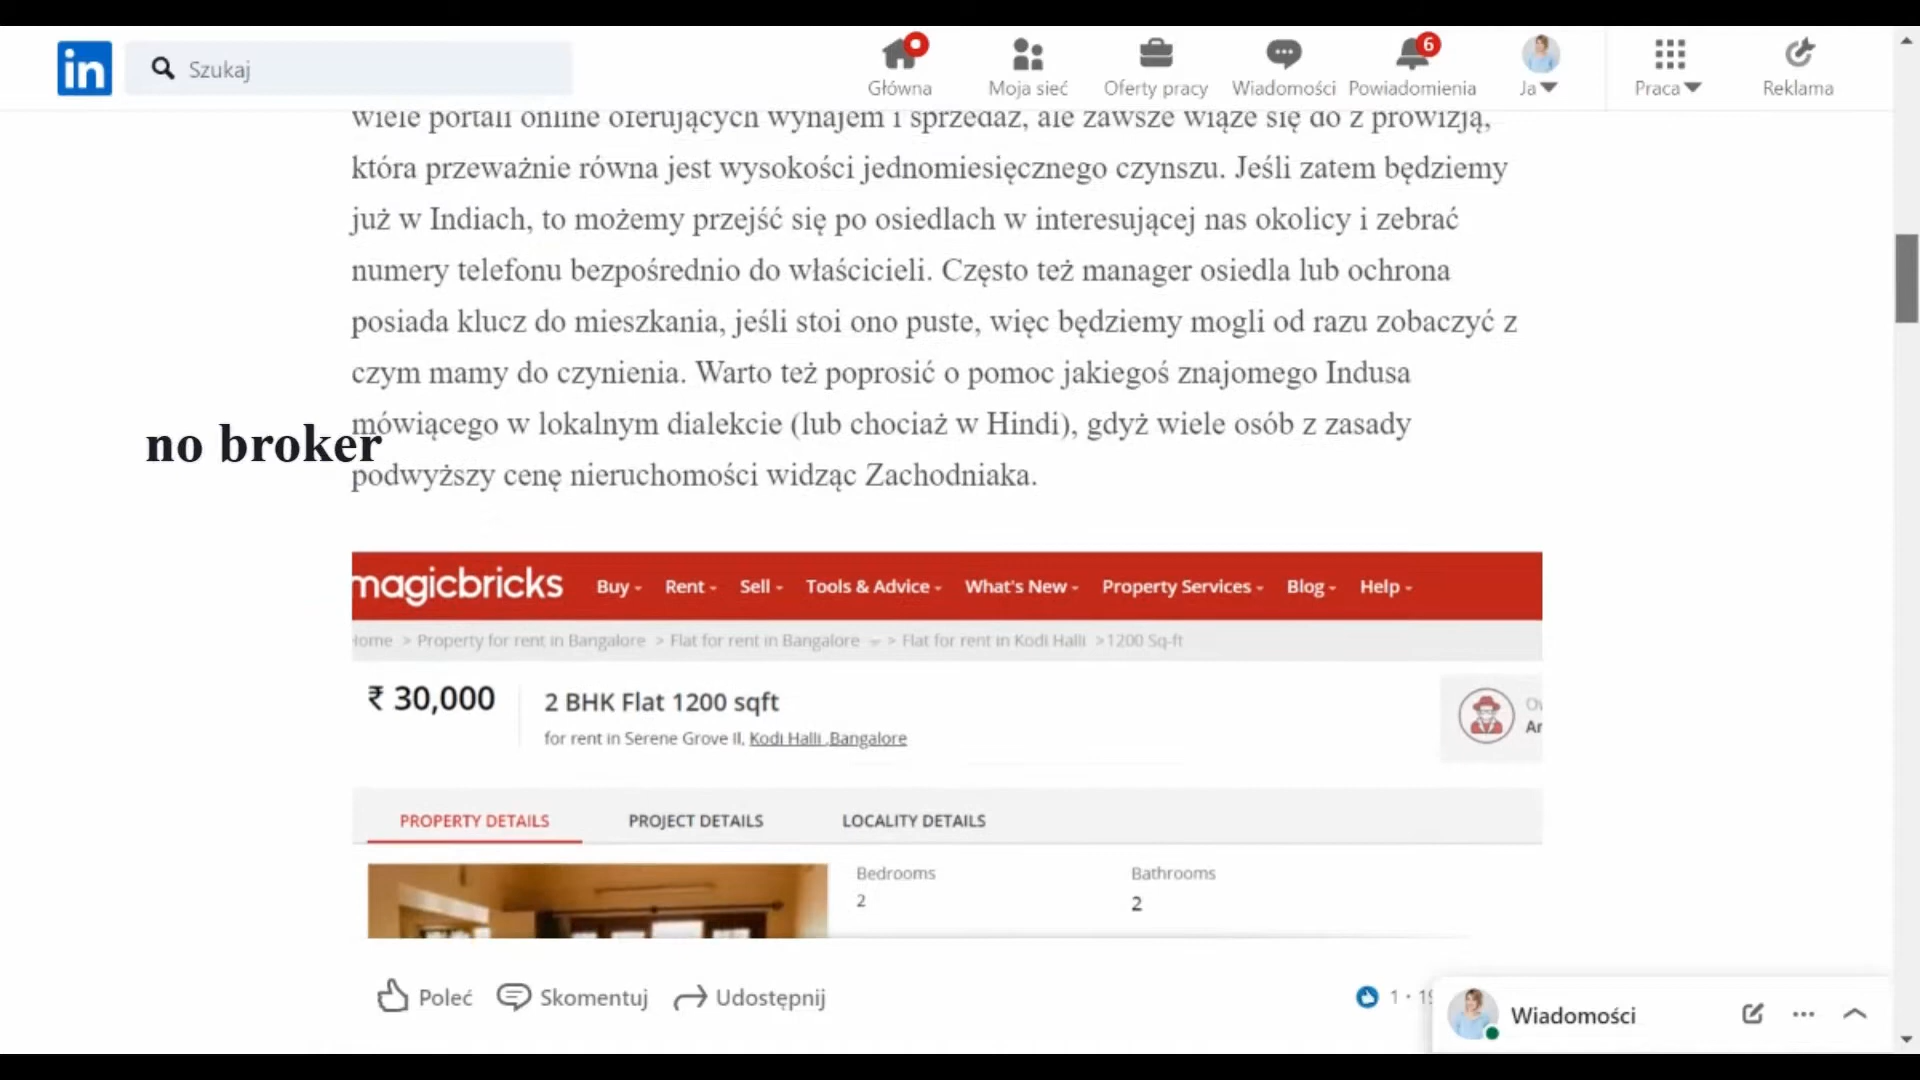 in
Szukaj
Główna
Moja sieć
Oferty pracy
Wiadomości
6
Powiadomienia
Ja
Praca
Reklama
wiele portali online oferujących wynajem i sprzedaż, ale zawsze wiąże się do z prowizją,
która przeważnie równa jest wysokości jednomiesięcznego czynszu. Jeśli zatem będziemy
już w Indiach, to możemy przejść się po osiedlach w interesującej nas okolicy i zebrać
numery telefonu bezpośrednio do właścicieli. Często też manager osiedla lub ochrona
posiada klucz do mieszkania, jeśli stoi ono puste, więc będziemy mogli od razu zobaczyć z
czym mamy do czynienia. Warto też poprosić o pomoc jakiegoś znajomego Indusa
mówiącego w lokalnym dialekcie (lub chociaż w Hindi), gdyż wiele osób z zasady
no broker
podwyższy cenę nieruchomości widząc Zachodniaka.
magicbricks Buy Rent Sell Tools & Advice What's New Property Services Blog Help
Home > Property for rent in Bangalore > Flat for rent in Bangalore > Flat for rent in Kodi Halli > 1200 Sq-ft
₹ 30,000
2 BHK Flat 1200 sqft
for rent in Serene Grove II, Kodi Halli ,Bangalore
PROPERTY DETAILS PROJECT DETAILS LOCALITY DETAILS
Bedrooms
2
Bathrooms
2
Poleć Skomentuj Udostępnij
1
Wiadomości